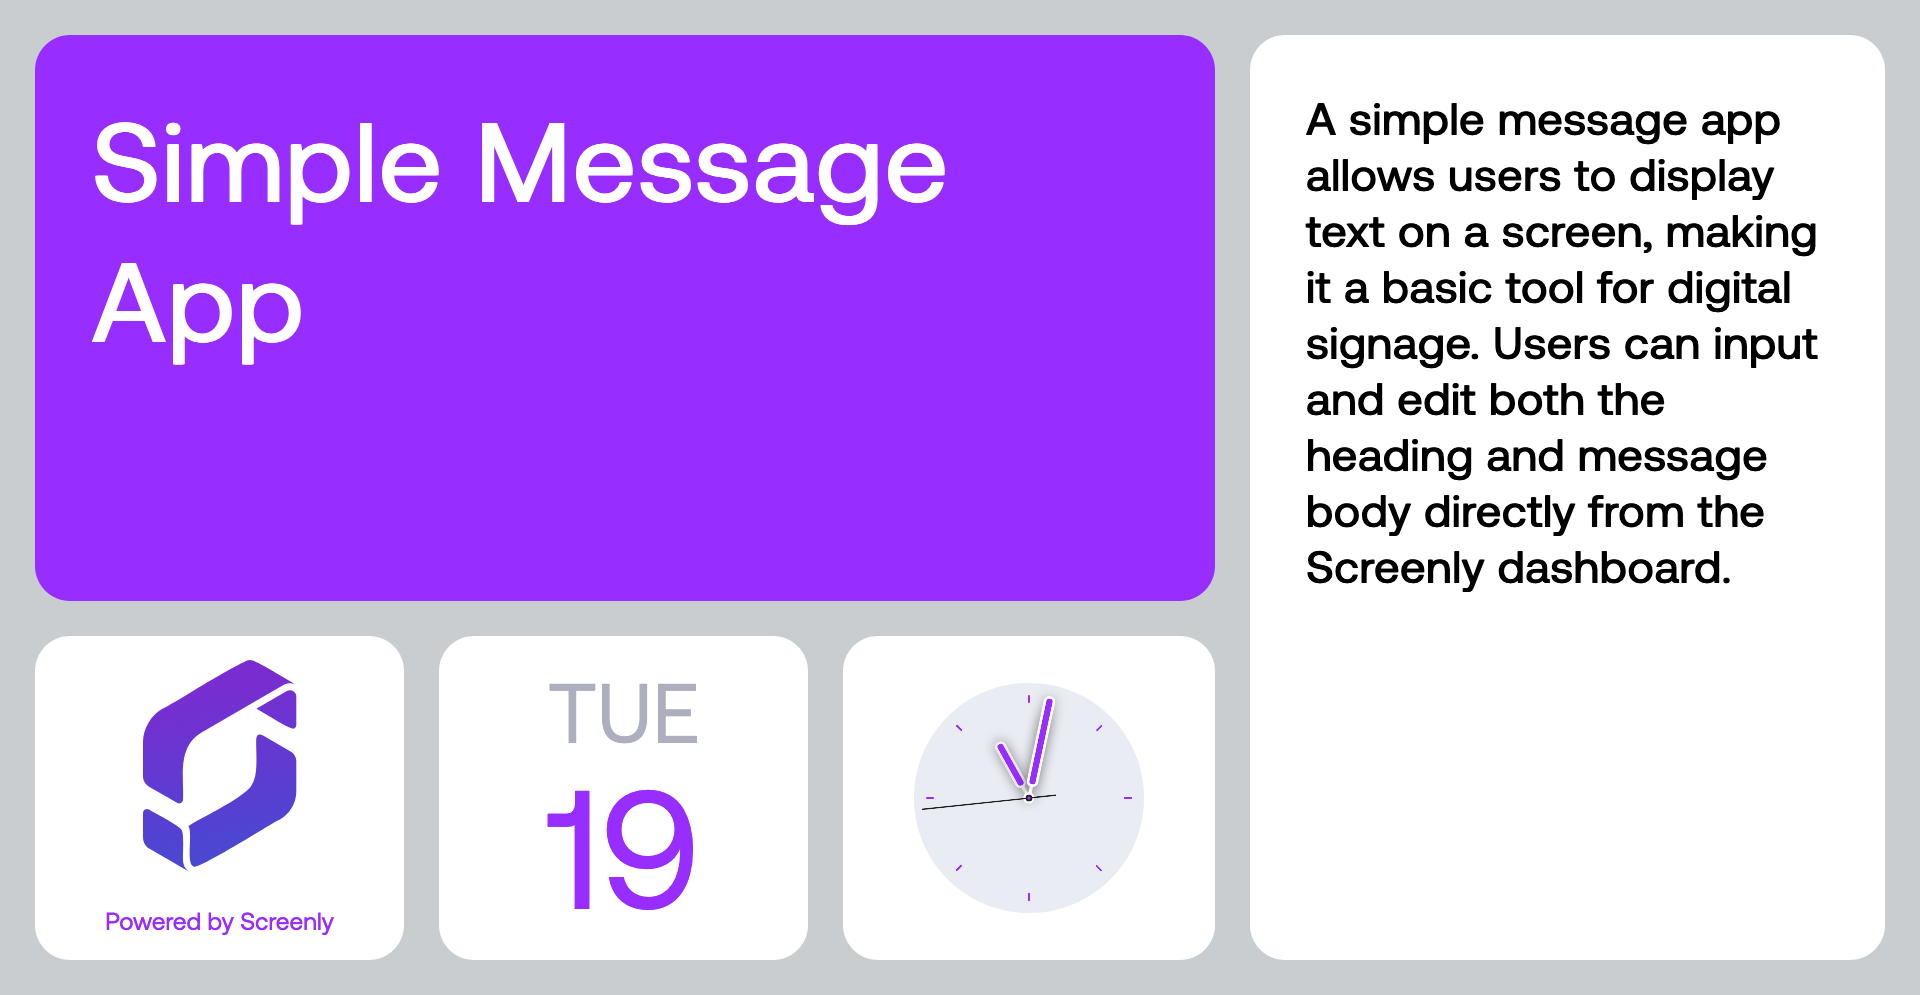 Simple Message
App
A simple message app
allows users to display
text on a screen, making
it a basic tool for digital
signage. Users can input
and edit both the
heading and message
body directly from the
Screenly dashboard.
Powered by Screenly
TUE
19